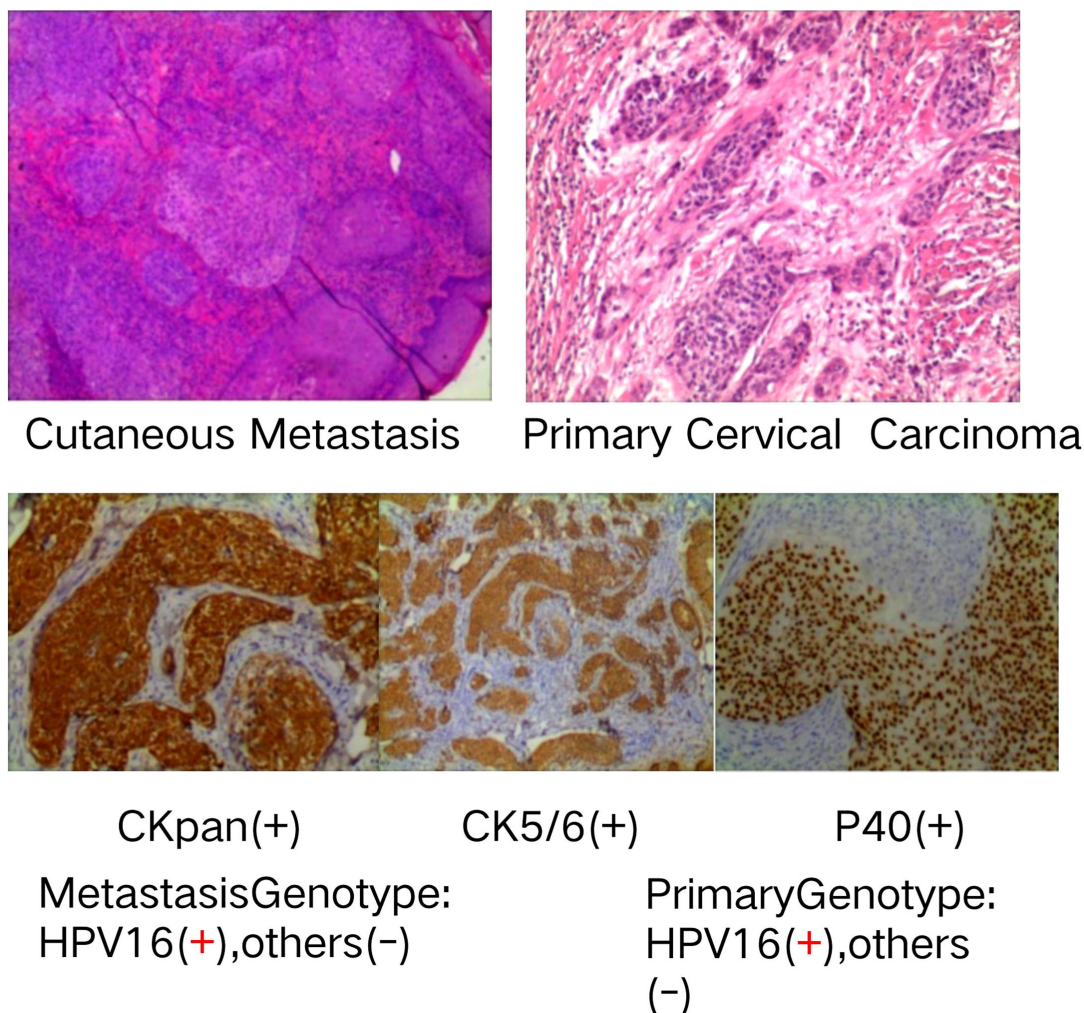 Cutaneous Metastasis
Primary Cervical Carcinoma
CKpan(+)
CK5/6(+)
P40(+)
MetastasisGenotype:
HPV16(+),others(-)
PrimaryGenotype:
HPV16(+),others
(-)